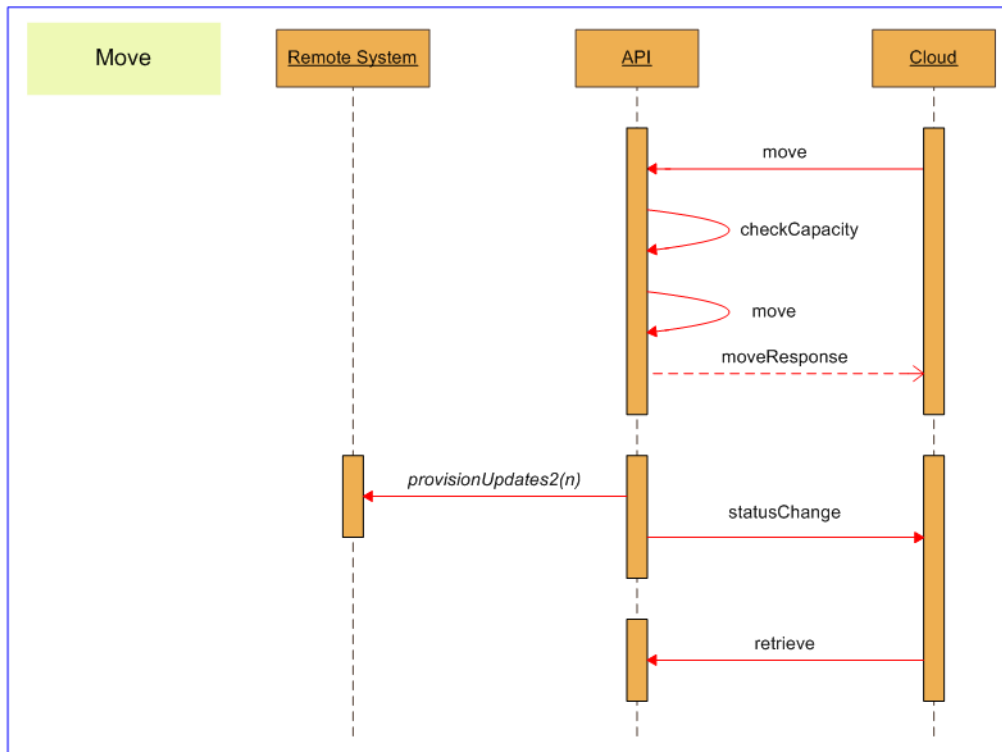 Move
Remote System
API
Cloud
move
checkCapacity
move
moveResponse
provisionUpdates2(n)
statusChange
retrieve